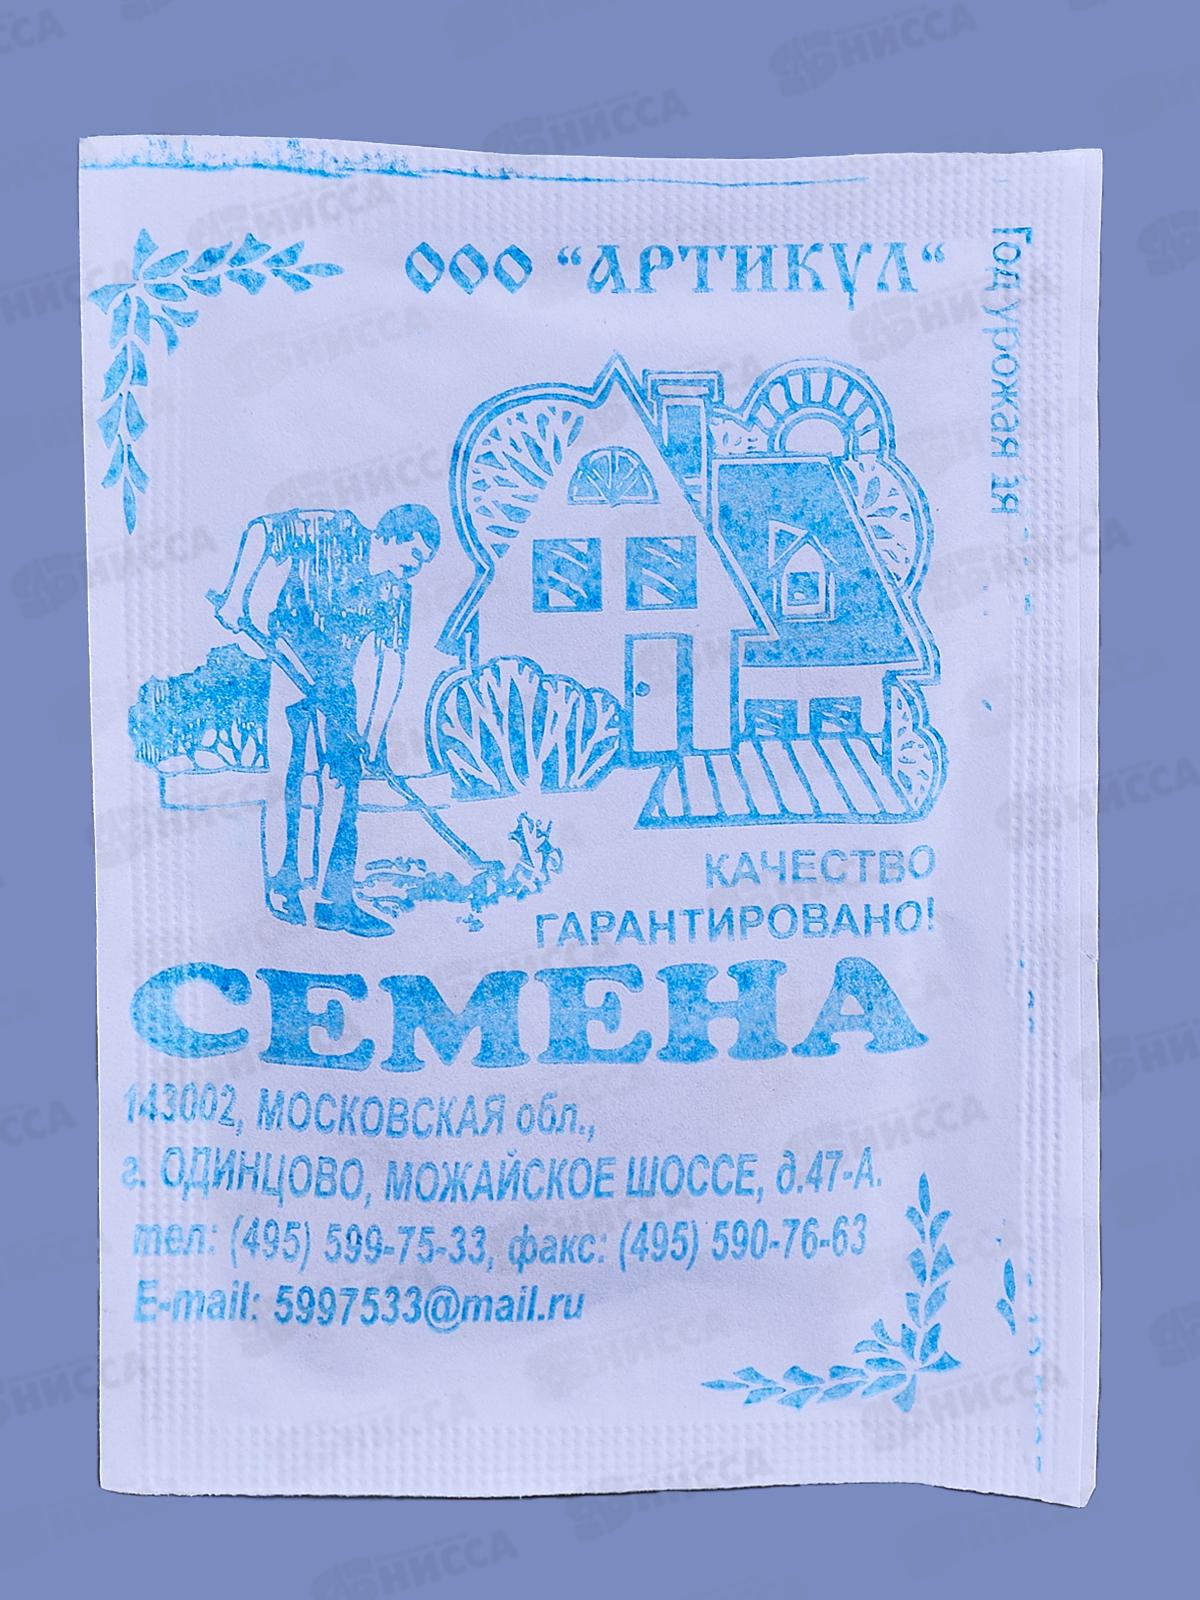 ООО “АРТИКУЛ“
Год урожая 19
КАЧЕСТВО
ГАРАНТИРОВАНО!
СЕМЕНА
143002, МОСКОВСКАЯ обл.,
г. ОДИНЦОВО, МОЖАЙСКОЕ ШОССЕ, д.47-А.
тел: (495) 599-75-33, факс: (495) 590-76-63
E-mail: 5997533@mail.ru
НИССА